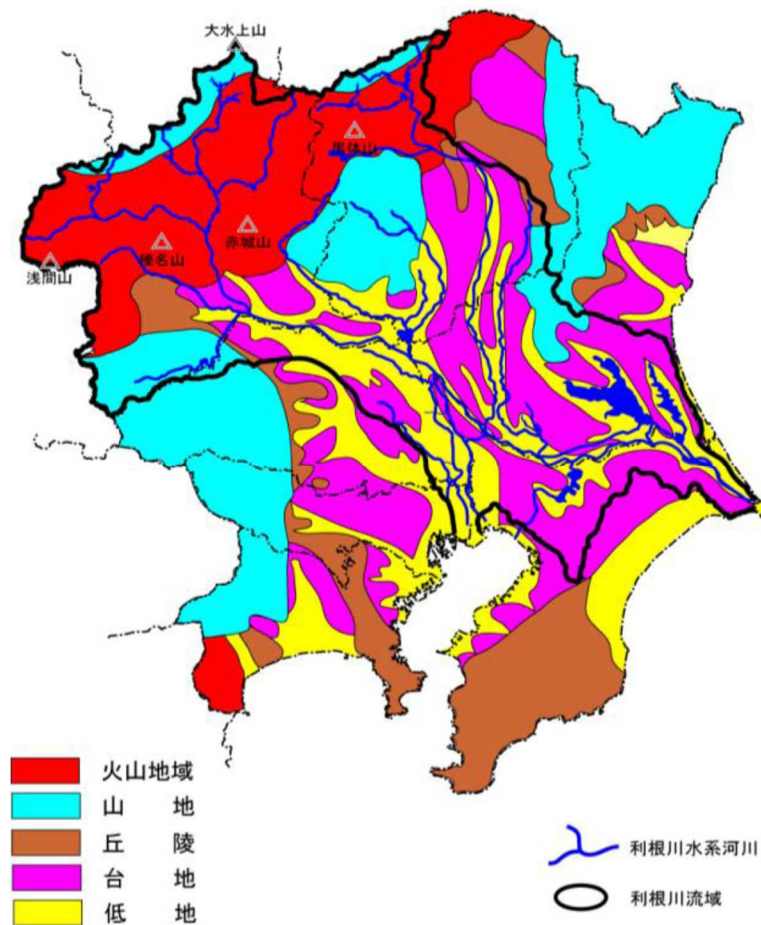 大水上山
男体山
赤城山
榛名山
浅間山
火山地域
山 地
丘 陵
台 地
低 地
利根川水系河川
利根川流域